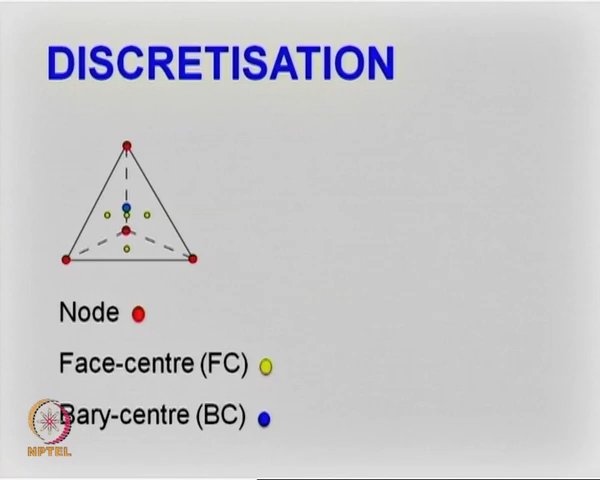 DISCRETISATION
Node
Face-centre (FC)
Bary-centre (BC)
NPTEL